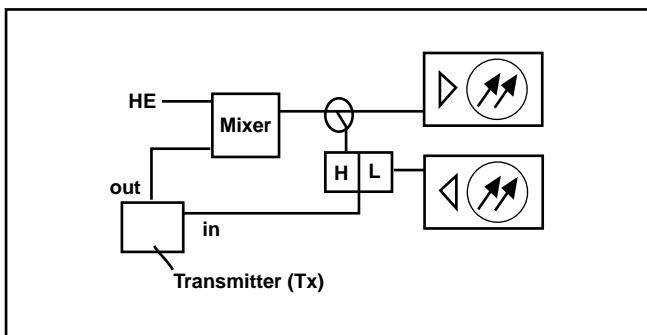 HE
Mixer
H L
out
in
Transmitter (Tx)